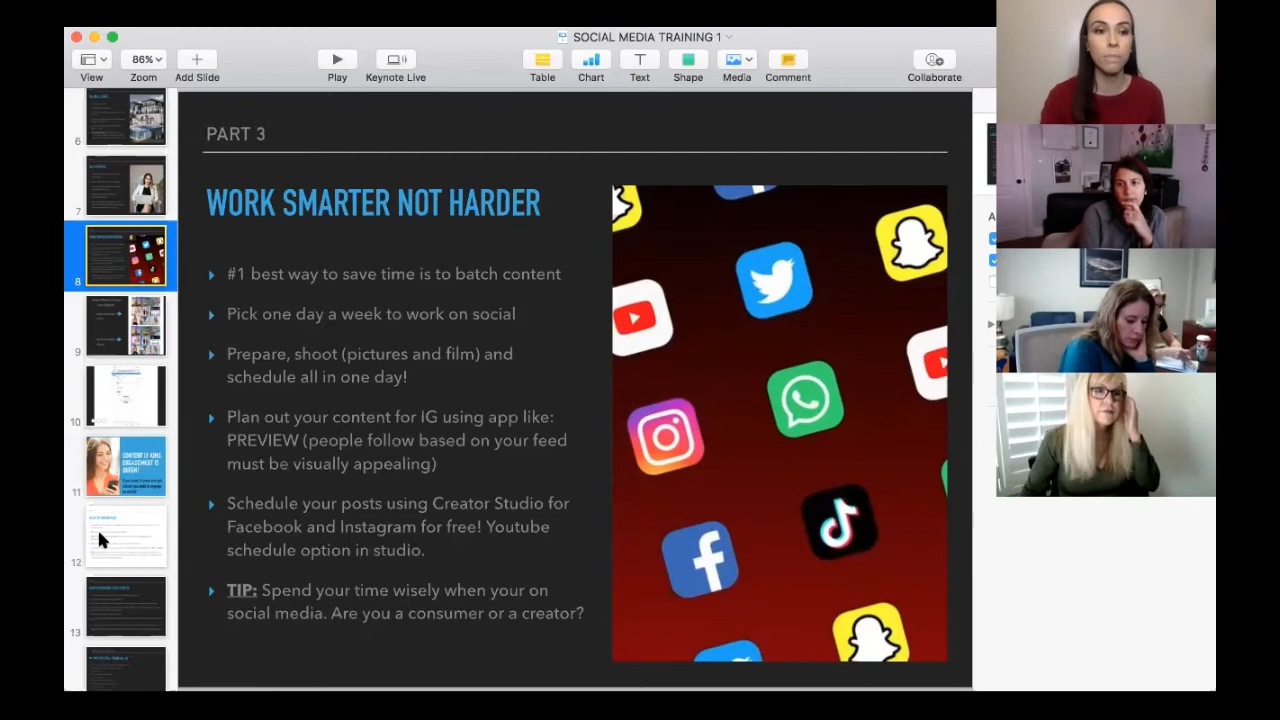 SOCIAL MEDIA TRAINING 1
86%
View
Zoom
Add Slide
Play
Keynote Live
Table
Chart
Text
Shape
Media
Comment
Collaborate
6
7
8
9
10
11
CONTENT IS KING
ENGAGEMENT IS
QUEEN!
12
13
PART 3
WORK SMARTER NOT HARDER
#1 best way to save time is to batch content
Pick one day a week to work on social
Prepare, shoot (pictures and film) and
schedule all in one day!
Plan out your content for IG using app like:
PREVIEW (people follow based on your feed
must be visually appealing)
Schedule your posts using Creator Studio for
Facebook and Instagram for free! Youtube
schedule option in studio.
TIP: Spend your time wisely when your on
social media. Are you a consumer or a creator?